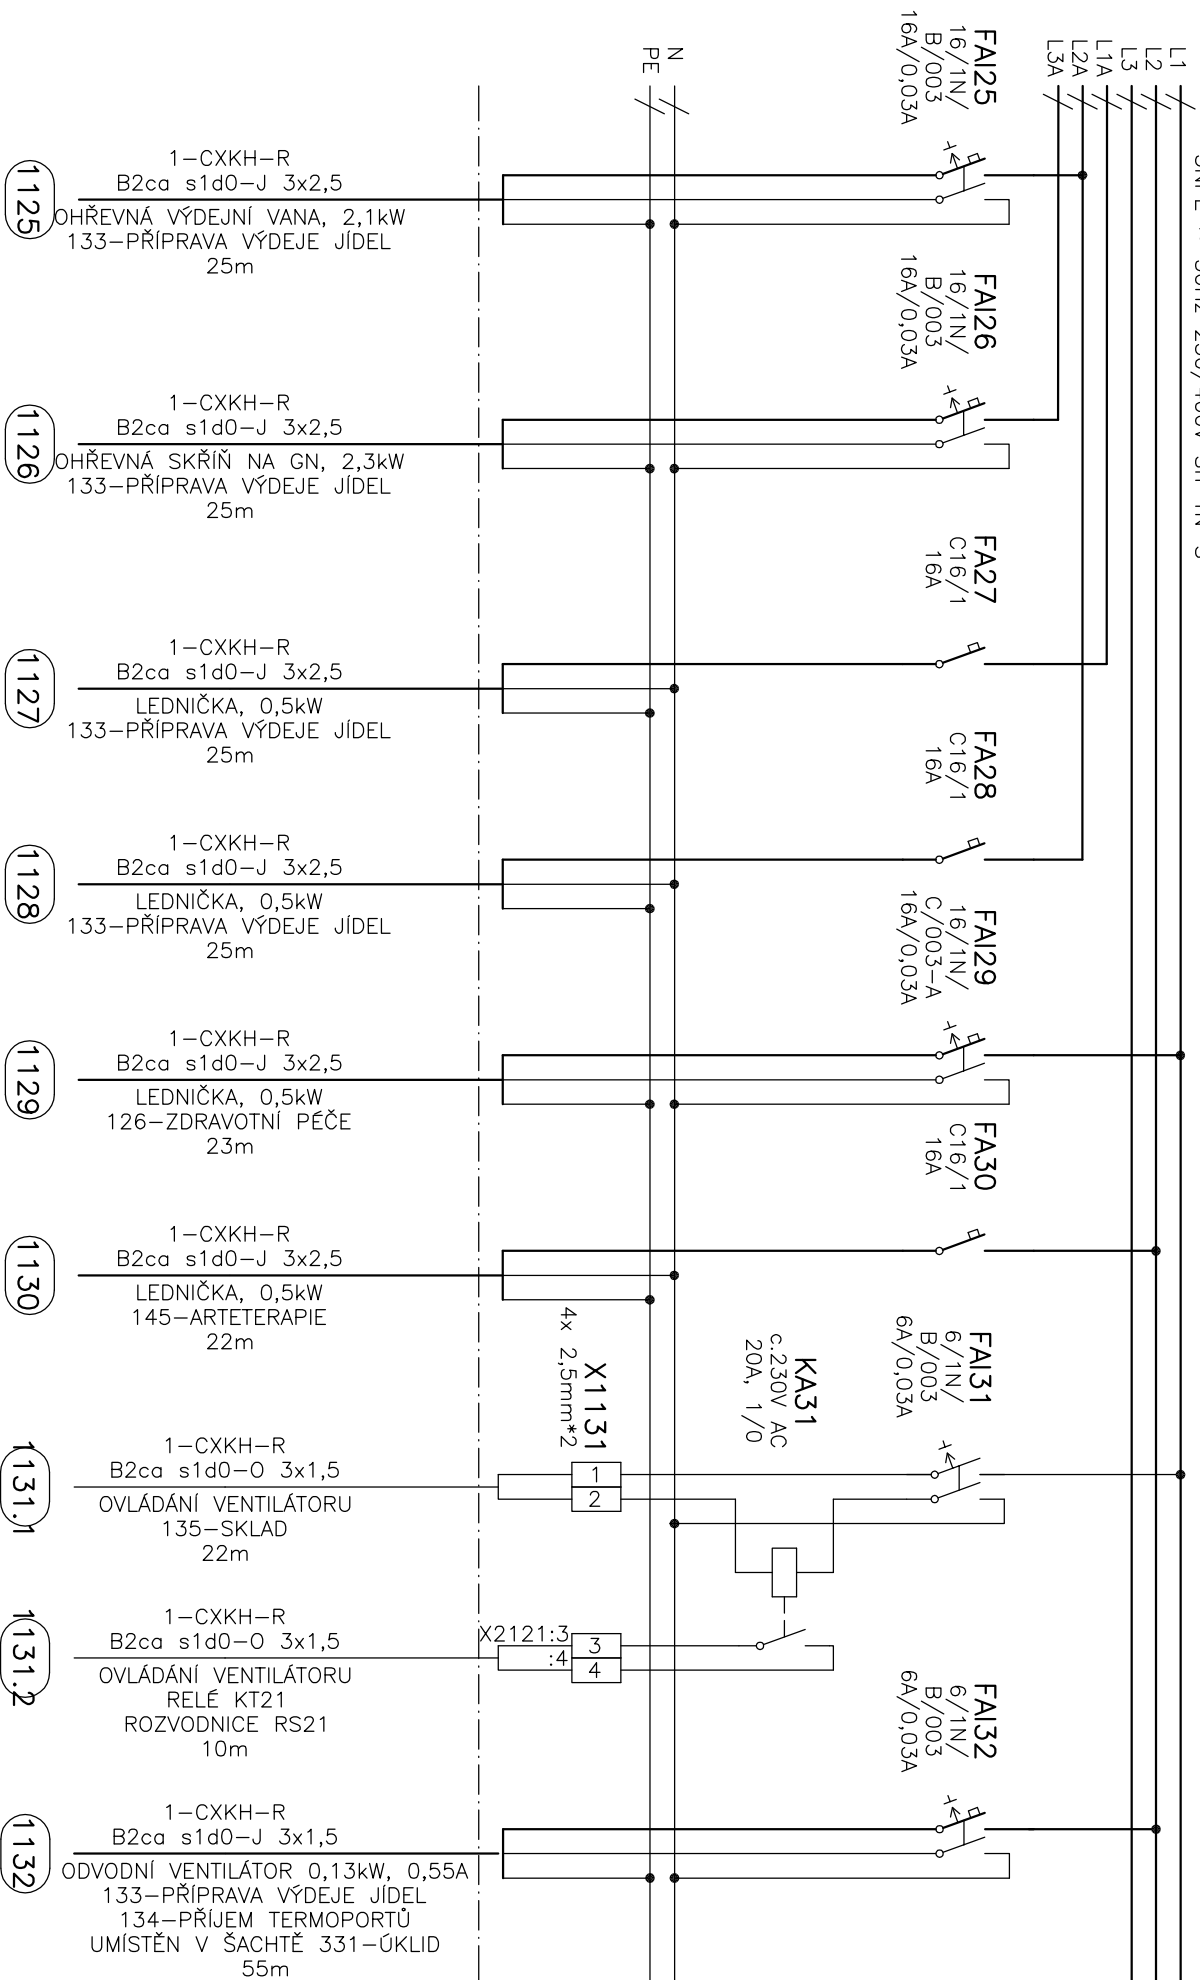 L1
L2
L3
L1A
L2A
L3A
N
PE
FAI25
16/1N/
B/003
16A/0,03A
1-CXKH-R
B2ca s1d0-J 3x2,5
OHŘEVNÁ VÝDEJNÍ VANA, 2,1kW
133-PŘÍPRAVA VÝDEJE JÍDEL
25m
1125
FAI26
16/1N/
B/003
16A/0,03A
1-CXKH-R
B2ca s1d0-J 3x2,5
OHŘEVNÁ SKŘÍŇ NA GN, 2,3kW
133-PŘÍPRAVA VÝDEJE JÍDEL
25m
1126
FA27
C16/1
16A
1-CXKH-R
B2ca s1d0-J 3x2,5
LEDNIČKA, 0,5kW
133-PŘÍPRAVA VÝDEJE JÍDEL
25m
1127
FA28
C16/1
16A
1-CXKH-R
B2ca s1d0-J 3x2,5
LEDNIČKA, 0,5kW
133-PŘÍPRAVA VÝDEJE JÍDEL
25m
1128
FAI29
16/1N/
C/003-A
16A/0,03A
1-CXKH-R
B2ca s1d0-J 3x2,5
LEDNIČKA, 0,5kW
126-ZDRAVOTNÍ PÉČE
23m
1129
FA30
C16/1
16A
1-CXKH-R
B2ca s1d0-J 3x2,5
LEDNIČKA, 0,5kW
145-ARTETERAPIE
22m
1130
FAI31
6/1N/
B/003
6A/0,03A
KA31
c.230V AC
20A, 1/0
X1131
4x 2,5mm*2
1
2
1-CXKH-R
B2ca s1d0-O 3x1,5
OVLÁDÁNÍ VENTILÁTORU
135-SKLAD
22m
1131.1
X2121:3
:4
3
4
1-CXKH-R
B2ca s1d0-O 3x1,5
OVLÁDÁNÍ VENTILÁTORU
RELÉ KT21
ROZVODNICE RS21
10m
1131.2
FAI32
6/1N/
B/003
6A/0,03A
1-CXKH-R
B2ca s1d0-J 3x1,5
ODVODNÍ VENTILÁTOR 0,13kW, 0,55A
133-PŘÍPRAVA VÝDEJE JÍDEL
134-PŘÍJEM TERMOPORTŮ
UMÍSTĚN V ŠACHTĚ 331-ÚKLID
55m
1132